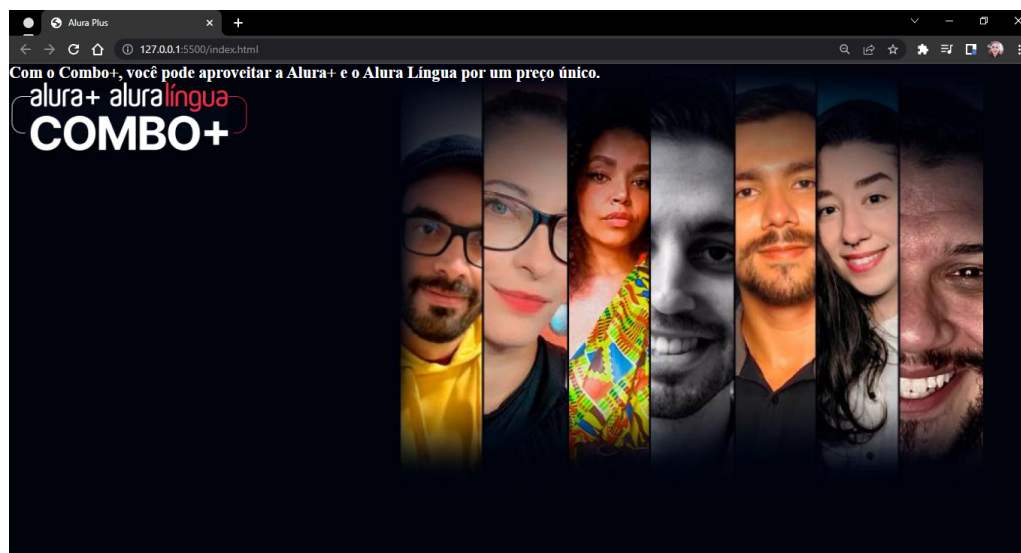 Alura Plus
127.0.0.1:5500/index.html
Com o Combo+, você pode aproveitar a Alura+ e o Alura Língua por um preço único.
alura+ aluralíngua
COMBO+